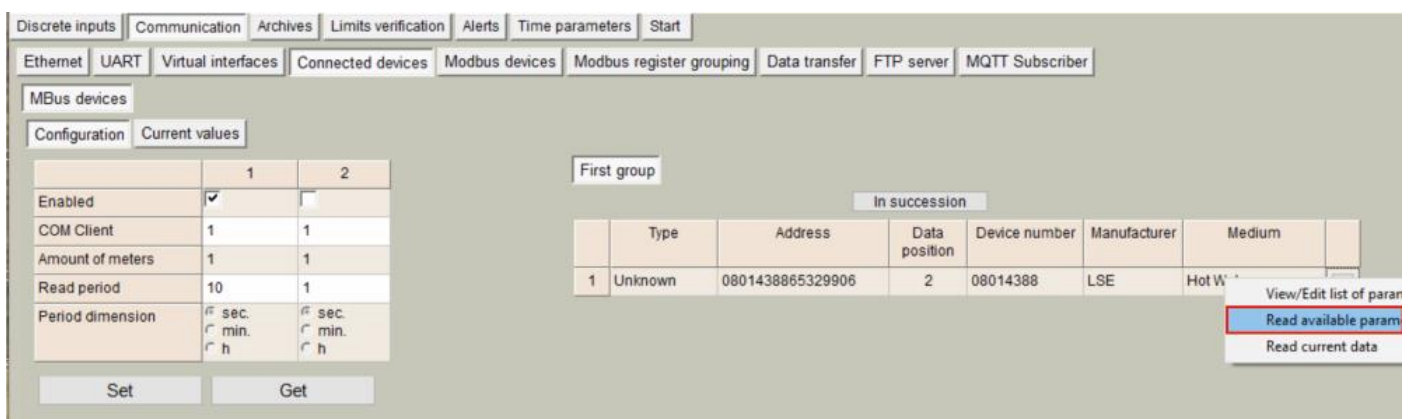 Discrete inputs Communication Archives Limits verification Alerts Time parameters Start
Ethernet UART Virtual interfaces Connected devices Modbus devices Modbus register grouping Data transfer FTP server MQTT Subscriber
MBus devices
Configuration Current values
1 2
Enabled
COM Client 1 1
Amount of meters 1 1
Read period 10 1
Period dimension sec. sec.
min. min.
h h
Set Get
First group
In succession
Type Address Data position Device number Manufacturer Medium
1 Unknown 0801438865329906 2 08014388 LSE Hot
View/Edit list of
Read available
Read current data